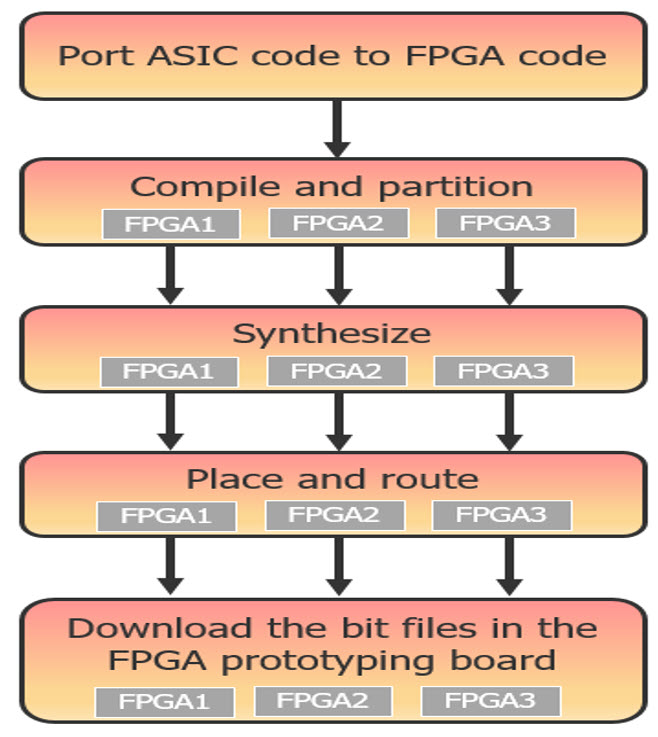 Port ASIC code to FPGA code
Compile and partition
FPGA1 FPGA2 FPGA3
Synthesize
FPGA1 FPGA2 FPGA3
Place and route
FPGA1 FPGA2 FPGA3
Download the bit files in the
FPGA prototyping board
FPGA1 FPGA2 FPGA3